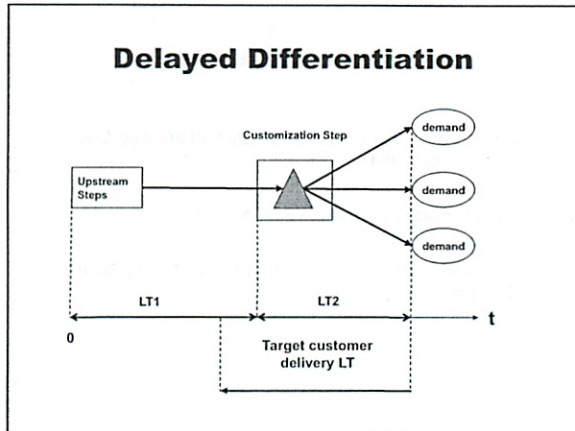 Delayed Differentiation
Customization Step
demand
Upstream
Steps
demand
demand
LT1
LT2
t
0
Target customer
delivery LT